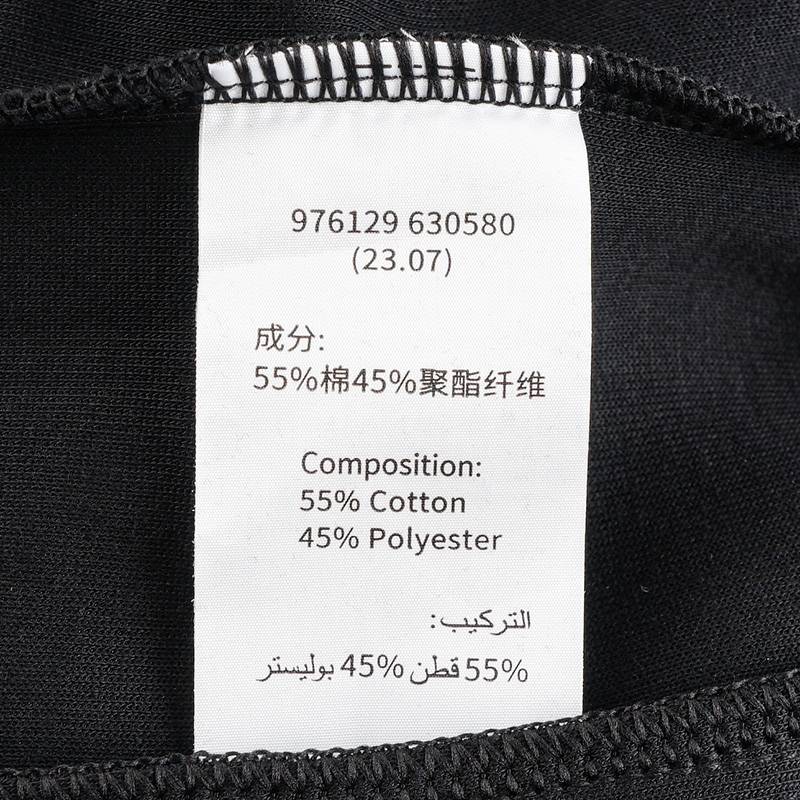 976129 630580
(23.07)
成分:
55%棉45%聚酯纤维
Composition:
55% Cotton
45% Polyester
التركيب:
55% قطن 45% بوليستر